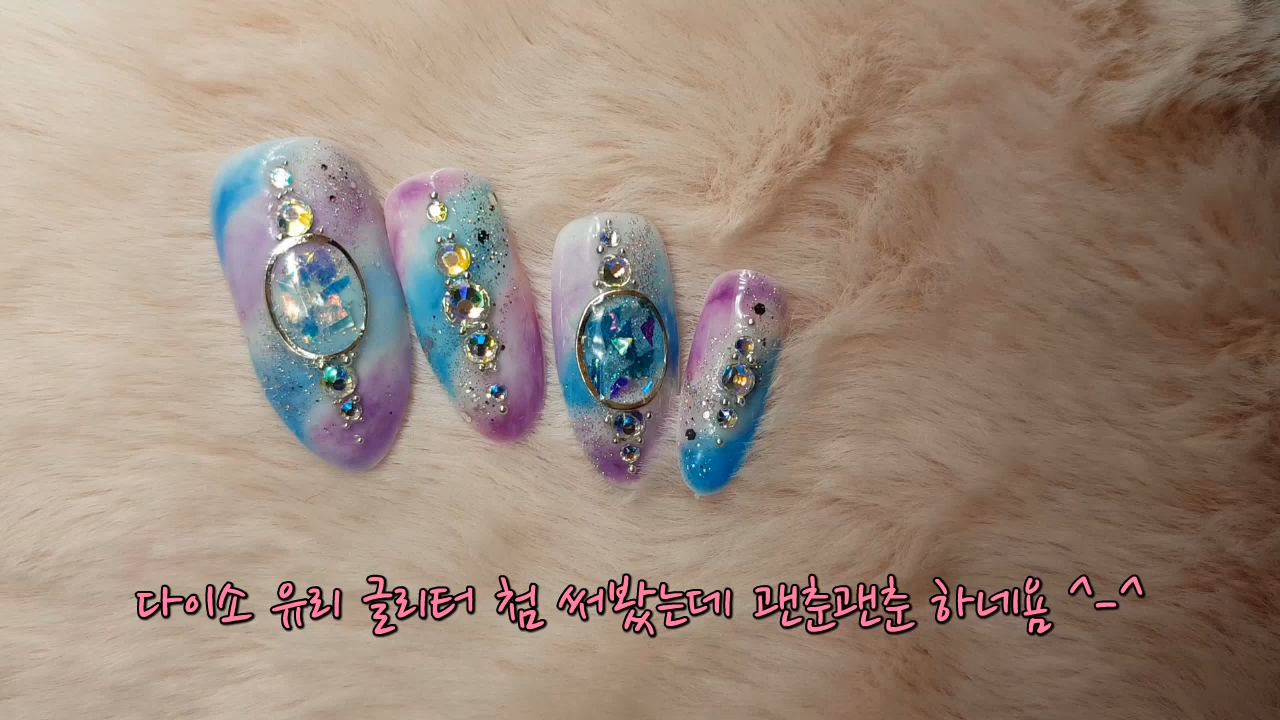 다이소 유리 글리터 첨 써봤는데 괜춘괜춘 하네욤 ^-^